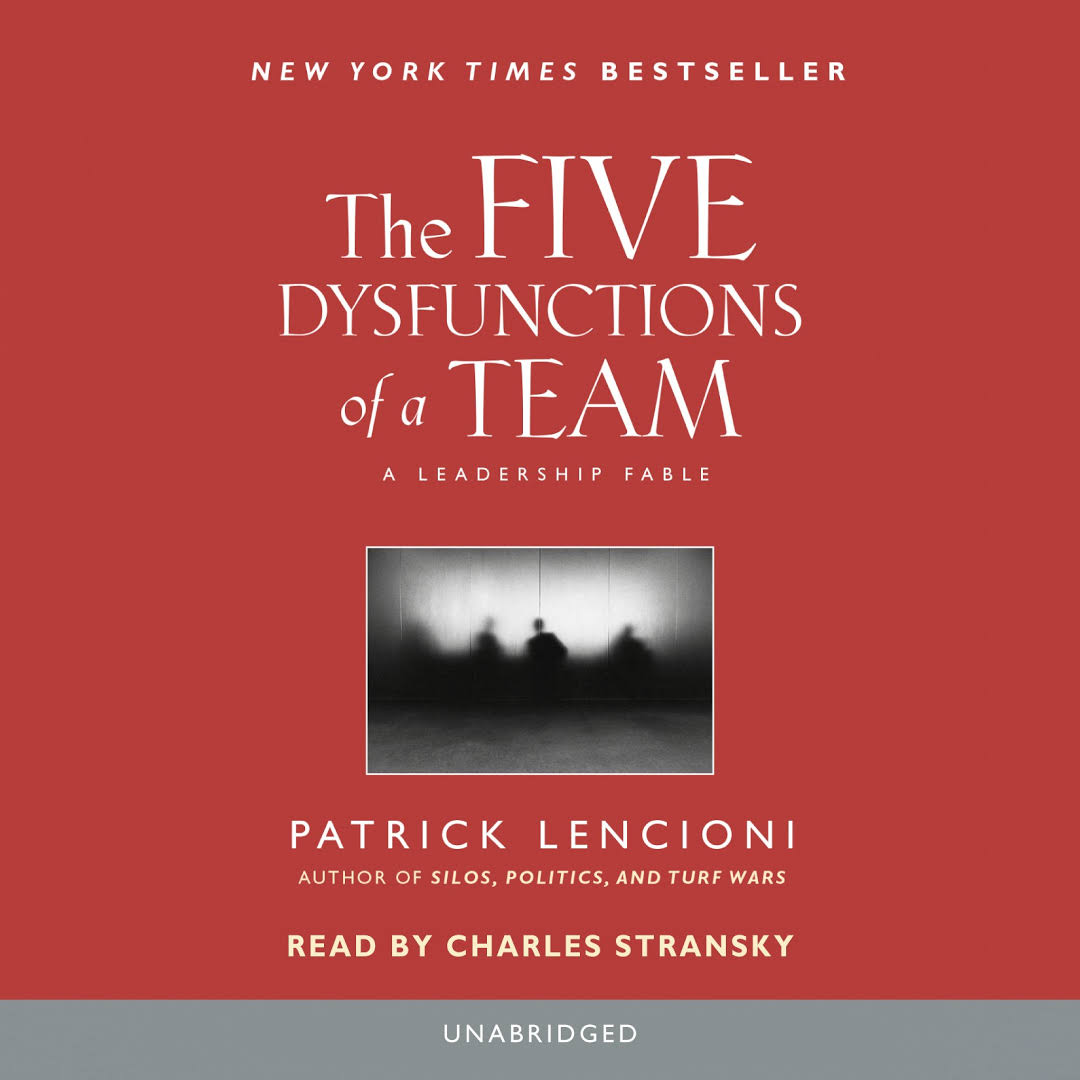 NEW YORK TIMES BESTSELLER
The FIVE
DYSFUNCTIONS
of a TEAM
A LEADERSHIP FABLE
PATRICK LENCIONI
AUTHOR OF SILOS, POLITICS, AND TURF WARS
READ BY CHARLES STRANSKY
UNABRIDGED